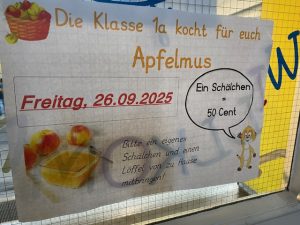 Die Klasse 1a kocht für euch
Apfelmus
Freitag, 26.09.2025
Ein Schälchen
=
50 Cent
Bitte ein eigenes
Schälchen und einen
Löffel von zu Hause
mitbringen!